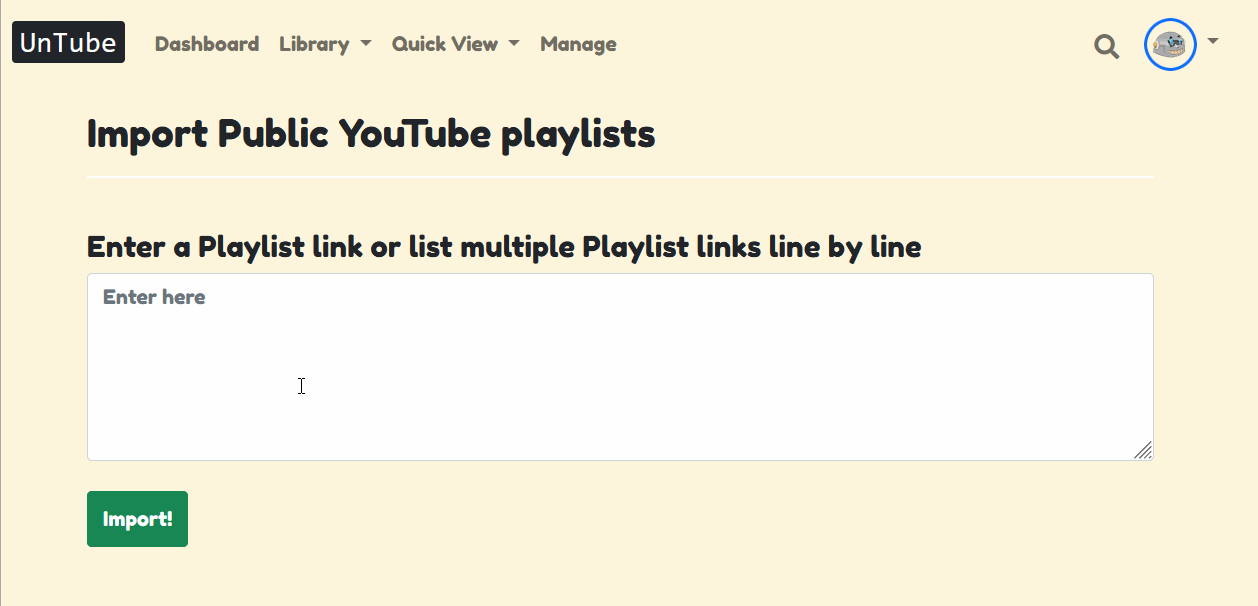 UnTube Dashboard Library Quick View Manage
Import Public YouTube playlists
Enter a Playlist link or list multiple Playlist links line by line
Enter here
Import!